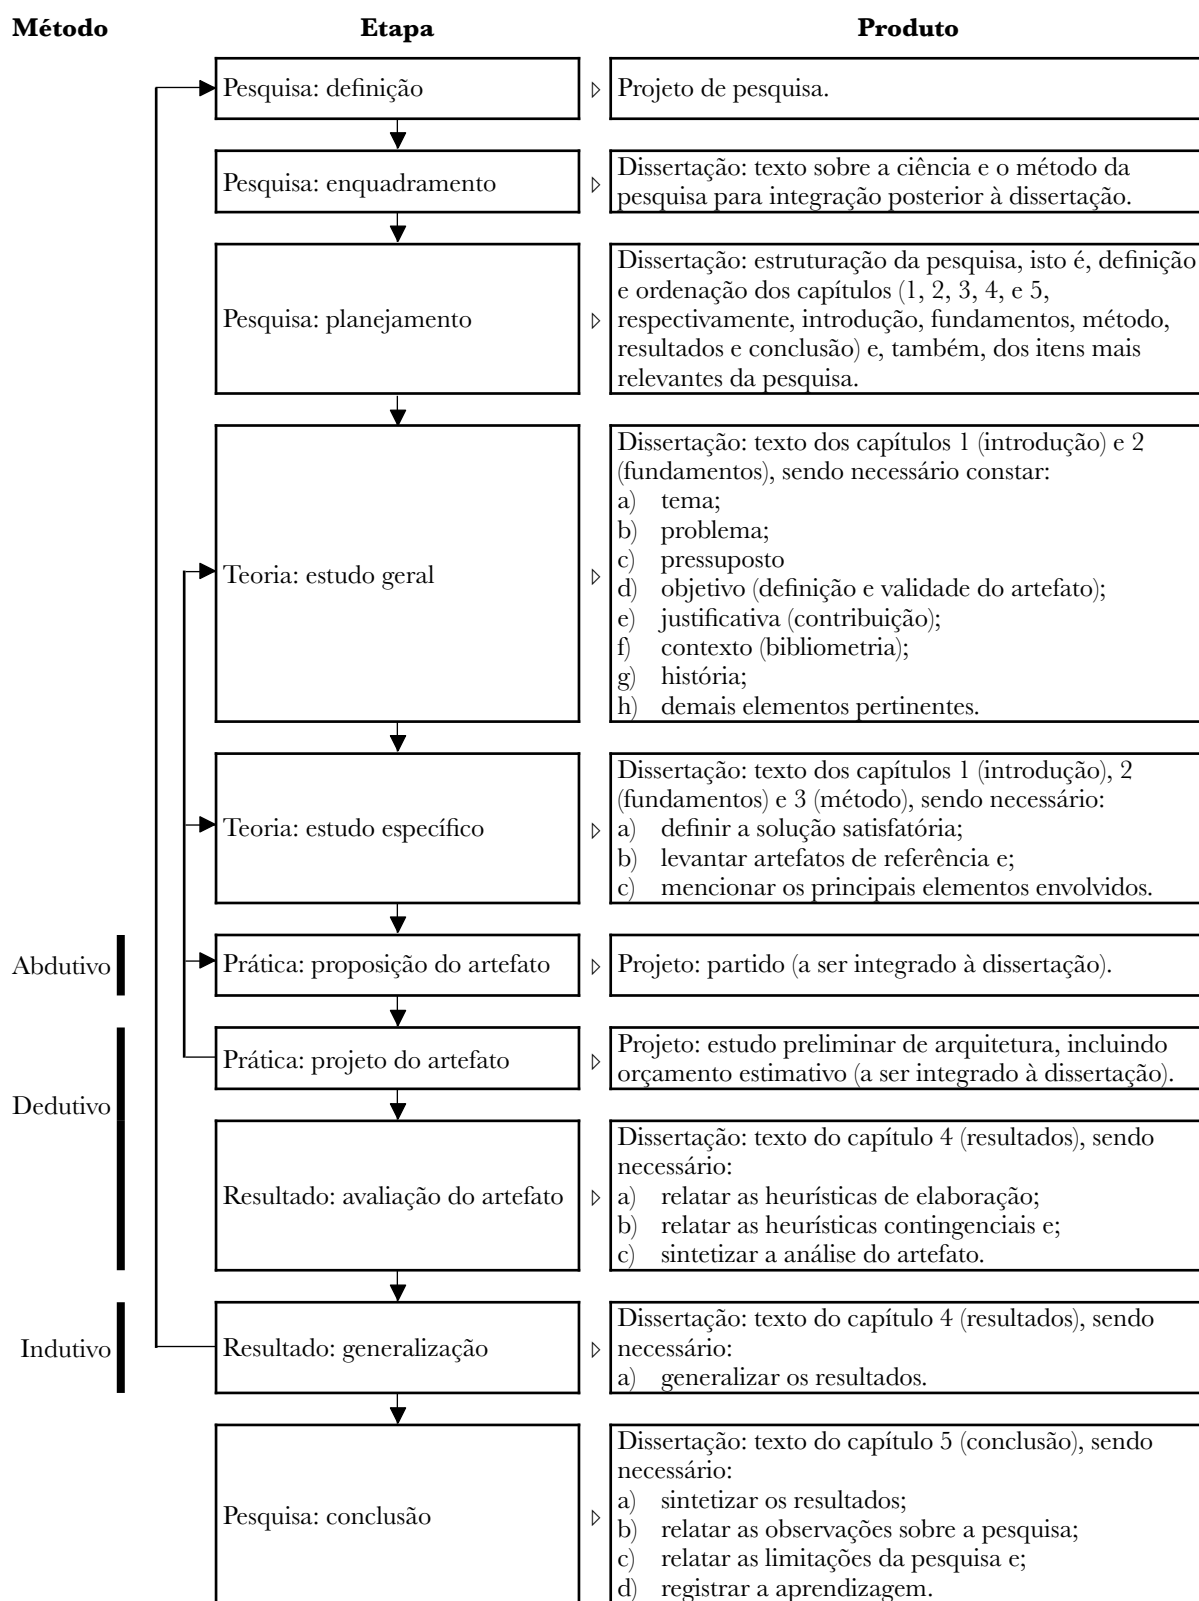 Método Etapa Produto
Pesquisa: definição
Projeto de pesquisa.
Pesquisa: enquadramento
Dissertação: texto sobre a ciência e o método da
pesquisa para integração posterior à dissertação.
Pesquisa: planejamento
Dissertação: estruturação da pesquisa, isto é, definição
e ordenação dos capítulos (1, 2, 3, 4, e 5,
respectivamente, introdução, fundamentos, método,
resultados e conclusão) e, também, dos itens mais
relevantes da pesquisa.
Teoria: estudo geral
Dissertação: texto dos capítulos 1 (introdução) e 2
(fundamentos), sendo necessário constar:
a) tema;
b) problema;
c) pressuposto
d) objetivo (definição e validade do artefato);
e) justificativa (contribuição);
f) contexto (bibliometria);
g) história;
h) demais elementos pertinentes.
Teoria: estudo específico
Dissertação: texto dos capítulos 1 (introdução), 2
(fundamentos) e 3 (método), sendo necessário:
a) definir a solução satisfatória;
b) levantar artefatos de referência e;
c) mencionar os principais elementos envolvidos.
Abdutivo
Prática: proposição do artefato
Projeto: partido (a ser integrado à dissertação).
Dedutivo
Prática: projeto do artefato
Projeto: estudo preliminar de arquitetura, incluindo
orçamento estimativo (a ser integrado à dissertação).
Resultado: avaliação do artefato
Dissertação: texto do capítulo 4 (resultados), sendo
necessário:
a) relatar as heurísticas de elaboração;
b) relatar as heurísticas contingenciais e;
c) sintetizar a análise do artefato.
Indutivo
Resultado: generalização
Dissertação: texto do capítulo 4 (resultados), sendo
necessário:
a) generalizar os resultados.
Pesquisa: conclusão
Dissertação: texto do capítulo 5 (conclusão), sendo
necessário:
a) sintetizar os resultados;
b) relatar as observações sobre a pesquisa;
c) relatar as limitações da pesquisa e;
d) registrar a aprendizagem.